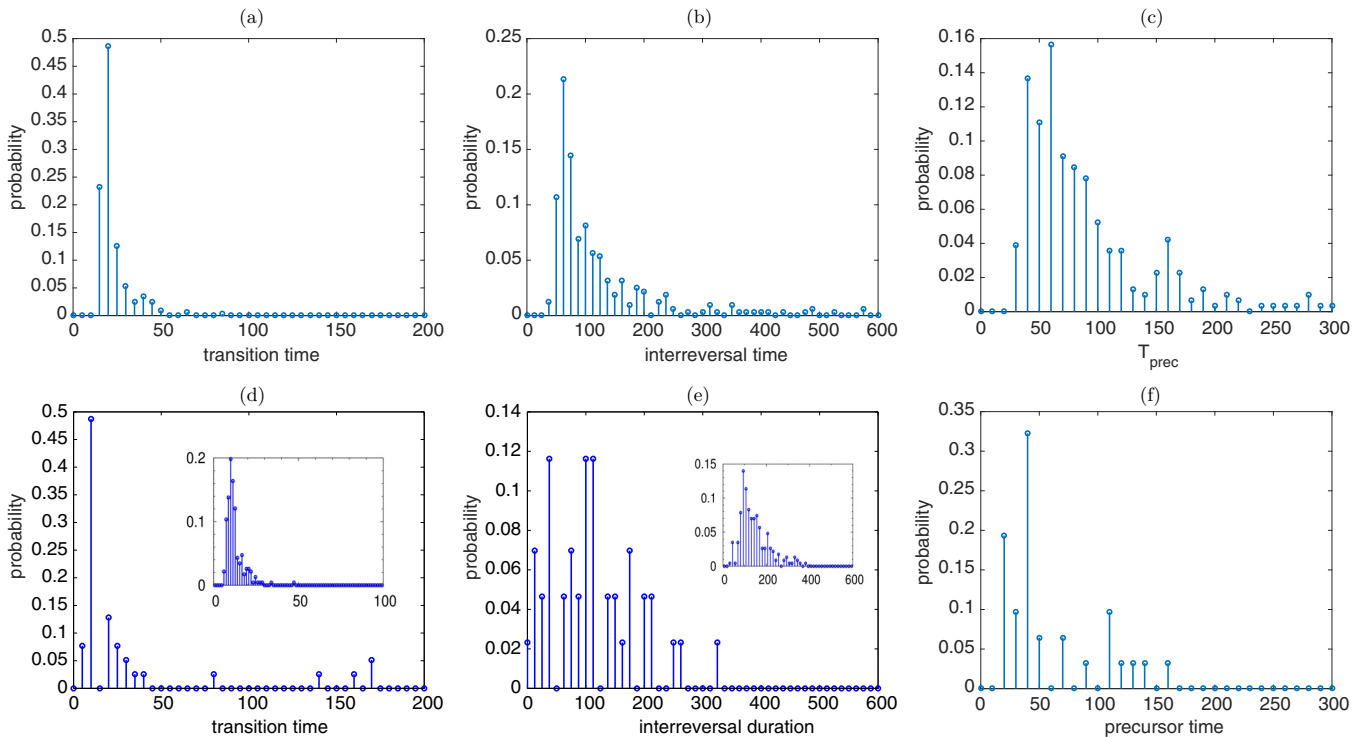 (a)
0.5
0.45
0.4
0.35
0.3
0.25
0.2
0.15
0.1
0.05
0
probability
0 50 100 150 200
transition time
(b)
0.25
0.2
0.15
0.1
0.05
0
probability
0 100 200 300 400 500 600
interreversal time
(c)
0.16
0.14
0.12
0.1
0.08
0.06
0.04
0.02
0
probability
0 50 100 150 200 250 300
T_prec
(d)
0.5
0.45
0.4
0.35
0.3
0.25
0.2
0.15
0.1
0.05
0
probability
0 50 100 150 200
transition time
0.2
0.1
0
0 50 100
(e)
0.14
0.12
0.1
0.08
0.06
0.04
0.02
0
probability
0 100 200 300 400 500 600
interreversal duration
0.15
0.1
0.05
0
0 200 400 600
(f)
0.35
0.3
0.25
0.2
0.15
0.1
0.05
0
probability
0 50 100 150 200 250 300
precursor time